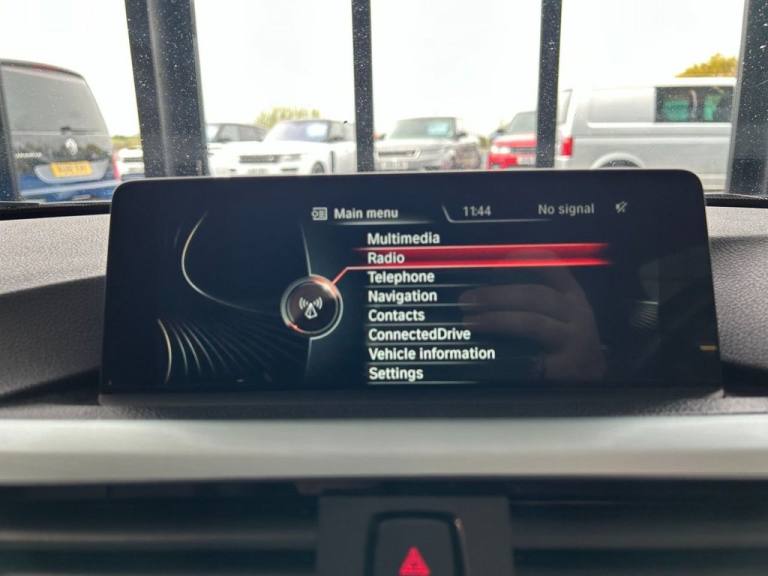 Main menu 11:44 No signal
Multimedia
Radio
Telephone
Navigation
Contacts
ConnectedDrive
Vehicle information
Settings